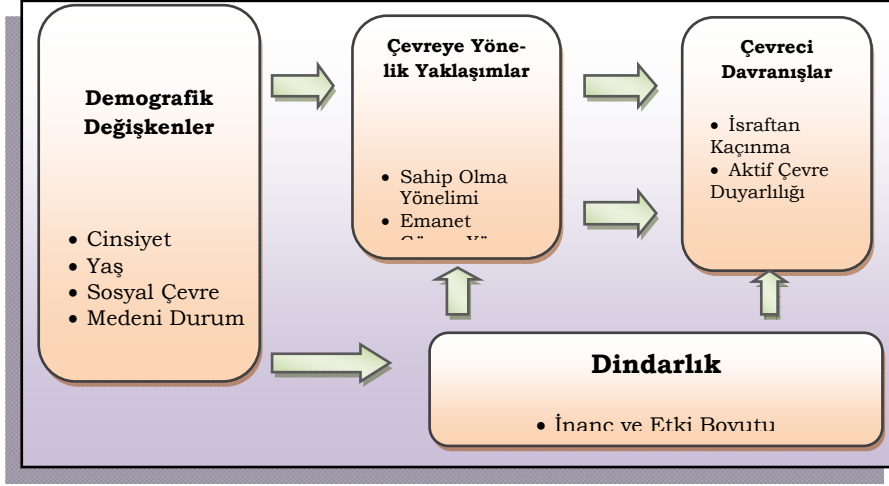 Demografik
Değişkenler
• Cinsiyet
• Yaş
• Sosyal Çevre
• Medeni Durum
Çevreye Yöne-
lik Yaklaşımlar
• Sahip Olma
Yönelimi
• Emanet
Çevreci
Davranışlar
• İsraftan
Kaçınma
• Aktif Çevre
Duyarlılığı
Dindarlık
• İnanç ve Etki Boyutu